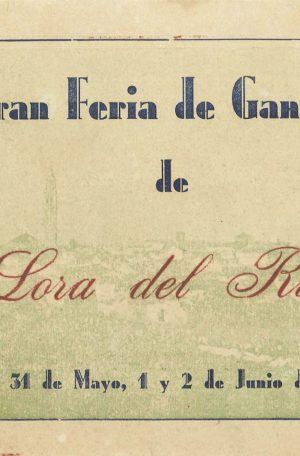 ran Feria de Gan
de
Lora del R
31 de Mayo, 1 y 2 de Junio d